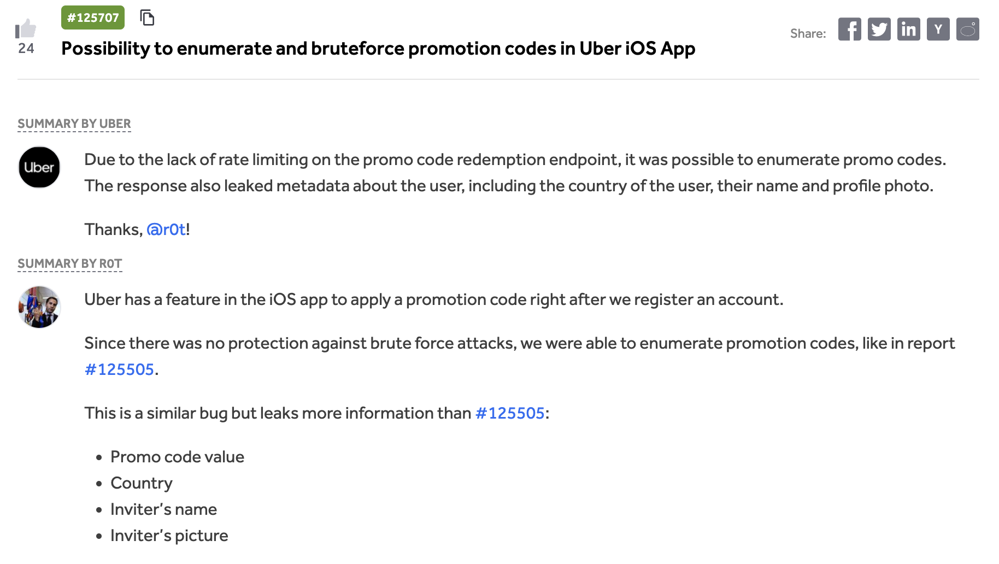 #125707
24
Possibility to enumerate and bruteforce promotion codes in Uber iOS App
Share:
f
in
Y
SUMMARY BY UBER
Uber
Due to the lack of rate limiting on the promo code redemption endpoint, it was possible to enumerate promo codes.
The response also leaked metadata about the user, including the country of the user, their name and profile photo.
Thanks, @r0t!
SUMMARY BY R0T
Uber has a feature in the iOS app to apply a promotion code right after we register an account.
Since there was no protection against brute force attacks, we were able to enumerate promotion codes, like in report
#125505.
This is a similar bug but leaks more information than #125505:
• Promo code value
• Country
• Inviter’s name
• Inviter’s picture